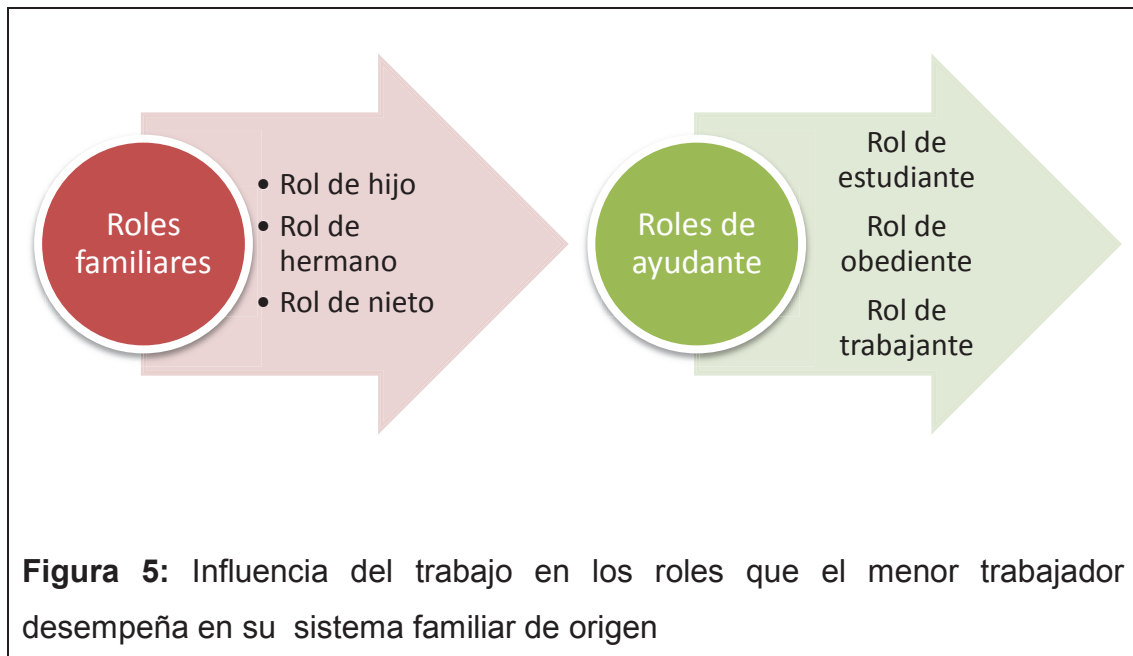 Roles
familiares
• Rol de hijo
• Rol de
hermano
• Rol de nieto
Roles de
ayudante
Rol de
estudiante
Rol de
obediente
Rol de
trabajante
Figura 5: Influencia del trabajo en los roles que el menor trabajador
desempeña en su sistema familiar de origen